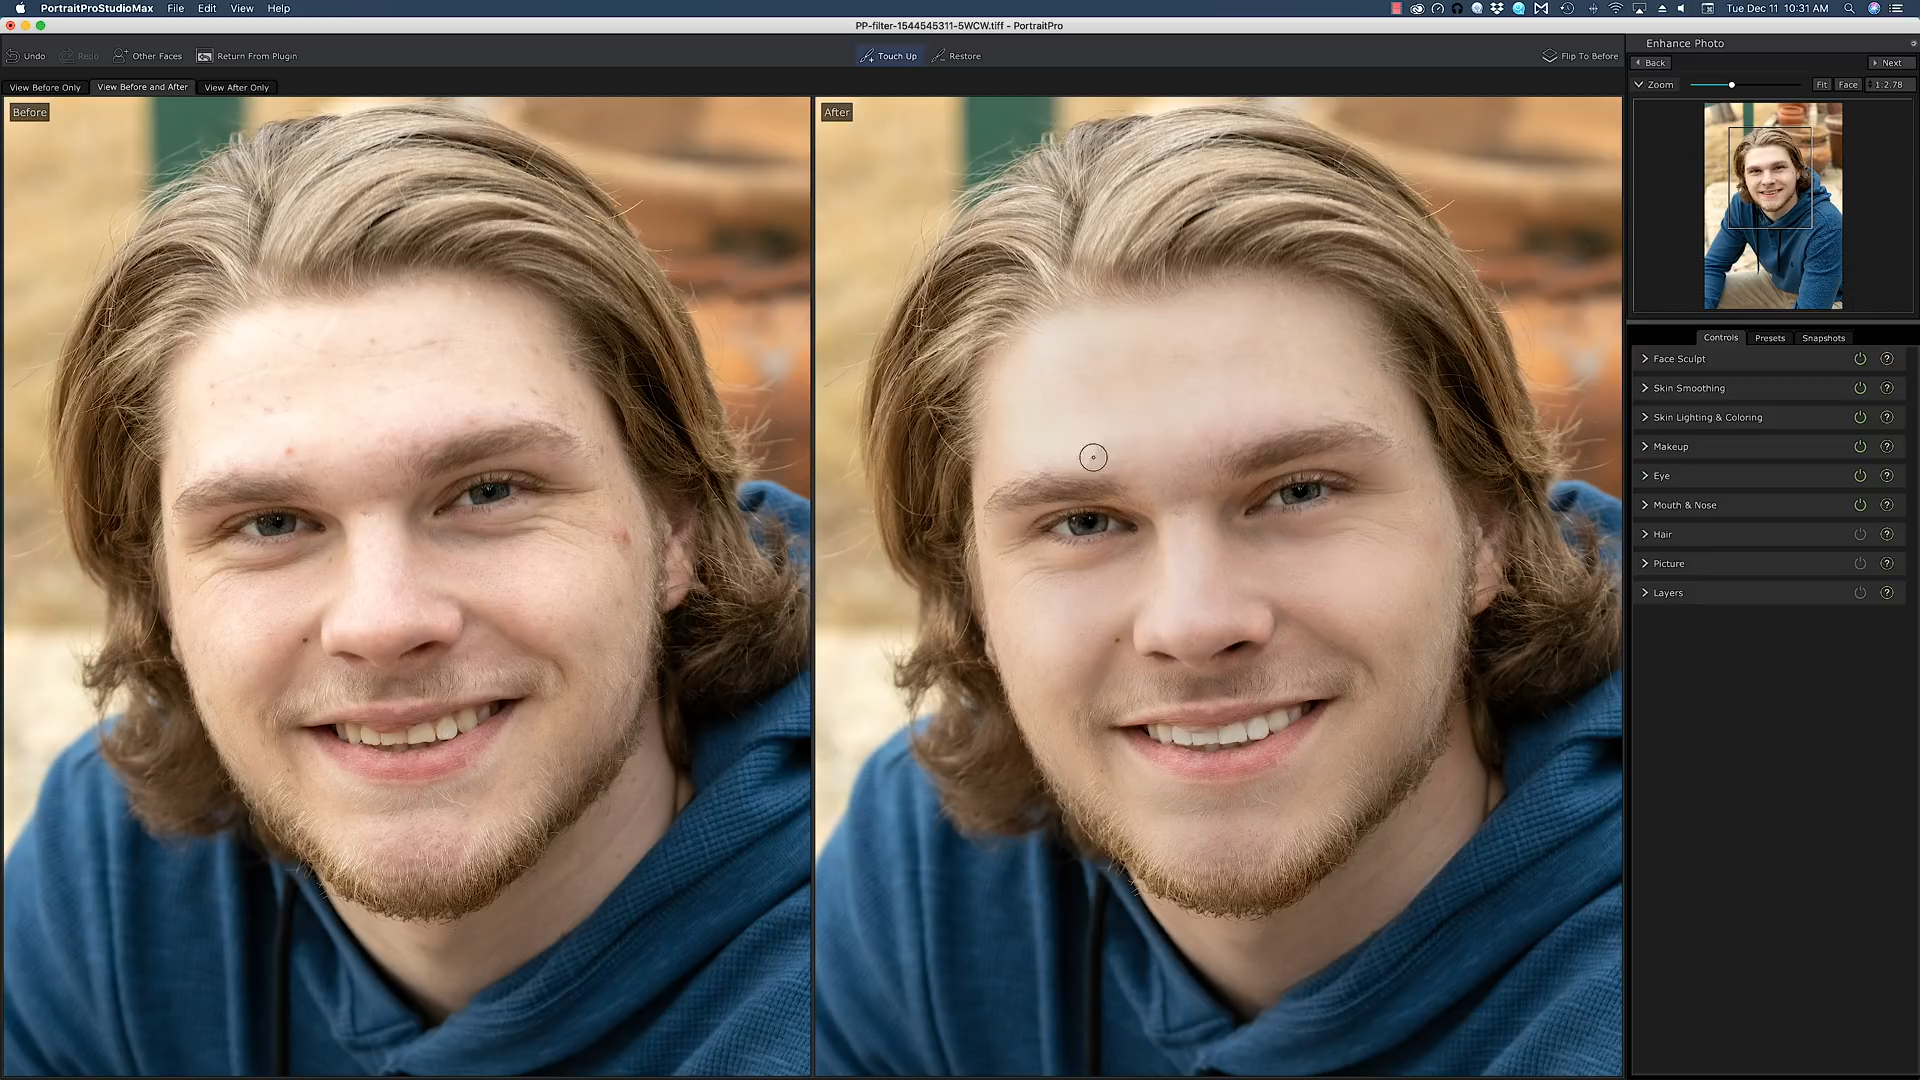 PortraitProStudioMax File Edit View Help Tue Dec 11 10:31 AM
PP-filter-1544545311-5WCW.tiff - PortraitPro
Undo Redo Other Faces Return From Plugin Touch Up Restore Flip To Before
Enhance Photo
Back Next
View Before Only View Before and After View After Only
Zoom Fit Face 1:2.78
Before
After
Controls Presets Snapshots
Face Sculpt ?
Skin Smoothing ?
Skin Lighting & Coloring ?
Makeup ?
Eye ?
Mouth & Nose ?
Hair ?
Picture ?
Layers ?